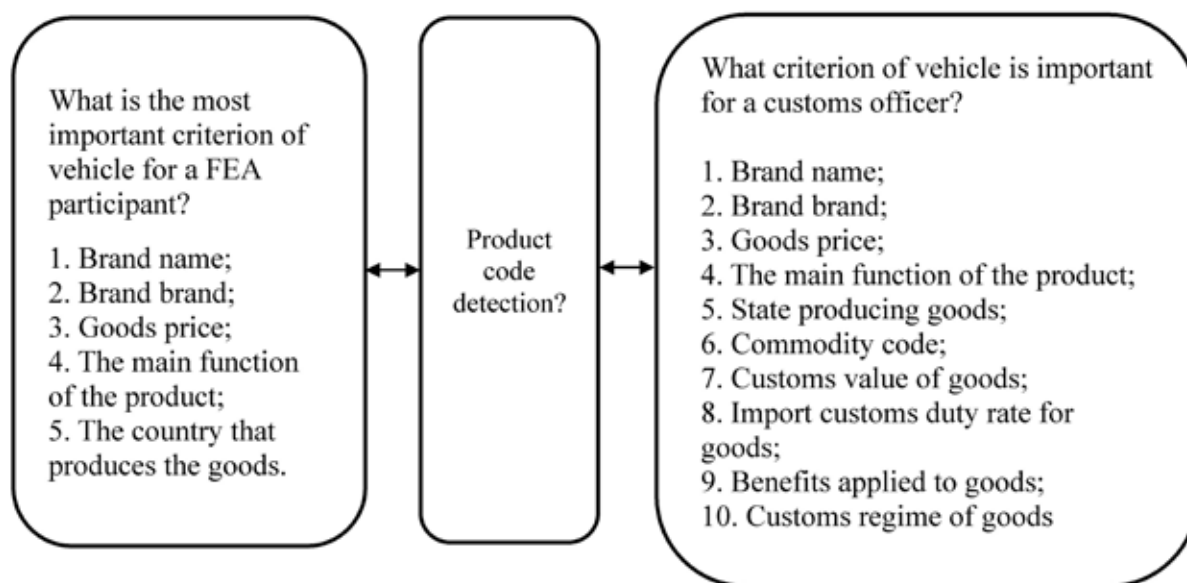 What is the most
important criterion of
vehicle for a FEA
participant?
1. Brand name;
2. Brand brand;
3. Goods price;
4. The main function
of the product;
5. The country that
produces the goods.
Product
code
detection?
What criterion of vehicle is important
for a customs officer?
1. Brand name;
2. Brand brand;
3. Goods price;
4. The main function of the product;
5. State producing goods;
6. Commodity code;
7. Customs value of goods;
8. Import customs duty rate for
goods;
9. Benefits applied to goods;
10. Customs regime of goods